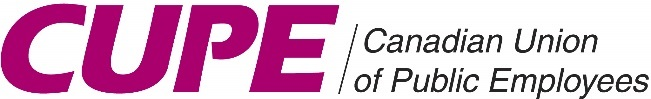 CUPE / Canadian Union
of Public Employees